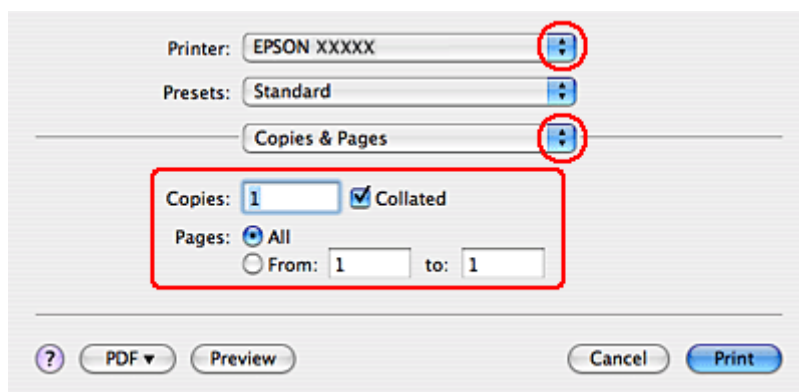 Printer: EPSON XXXXX
Presets: Standard
Copies & Pages
Copies: 1 Collated
Pages: All
From: 1 to: 1
? PDF Preview Cancel Print